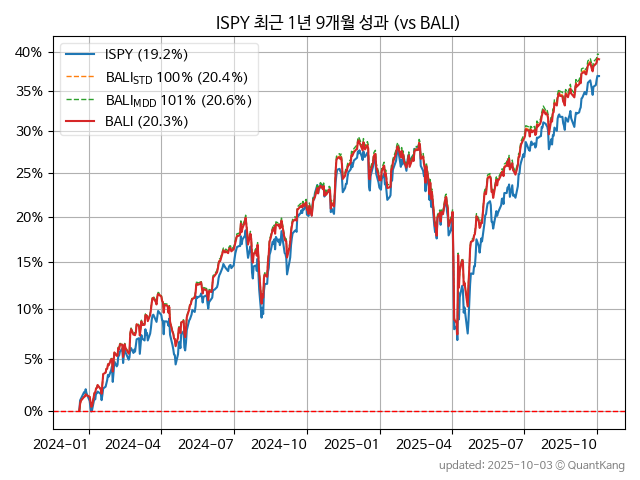 ISPY 최근 1년 9개월 성과 (vs BALI)
ISPY (19.2%)
BALI_STD 100% (20.4%)
BALI_MDD 101% (20.6%)
BALI (20.3%)
40%
35%
30%
25%
20%
15%
10%
5%
0%
2024−01 2024−04 2024−07 2024−10 2025−01 2025−04 2025−07 2025−10
updated: 2025-10-03 © QuantKang